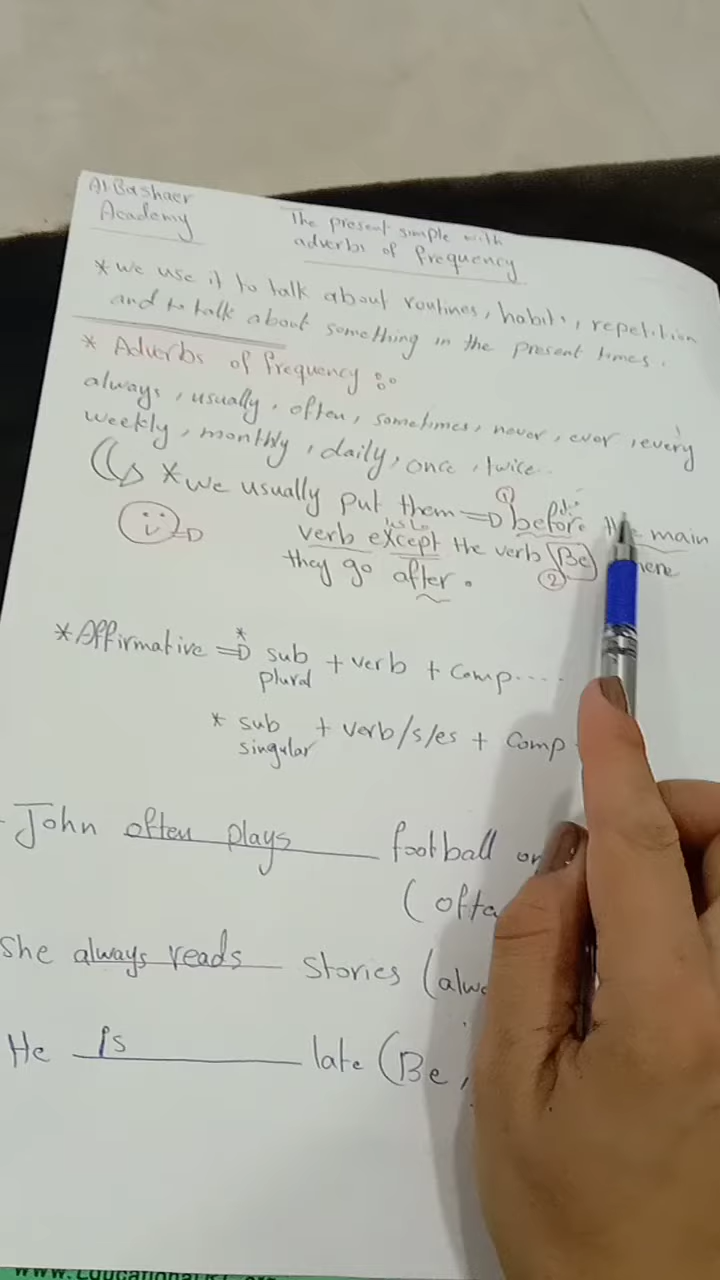 Al-Bashaer
Academy
The present simple with
adverbs of frequency
* we use it to talk about routines, habits, repetition
and to talk about something in the present times.
* Adverbs of frequency:
always, usually, often, sometimes, never, ever, every
weekly, monthly, daily, once, twice..
* we usually put them ⇒ ① before the main
verb except the verb Be here
they go after. ②
* Affirmative ⇒ * sub + verb + Comp....
plural
* sub + verb/s/es + Comp
singular
- John often plays football
She always reads stories
He is late (Be,